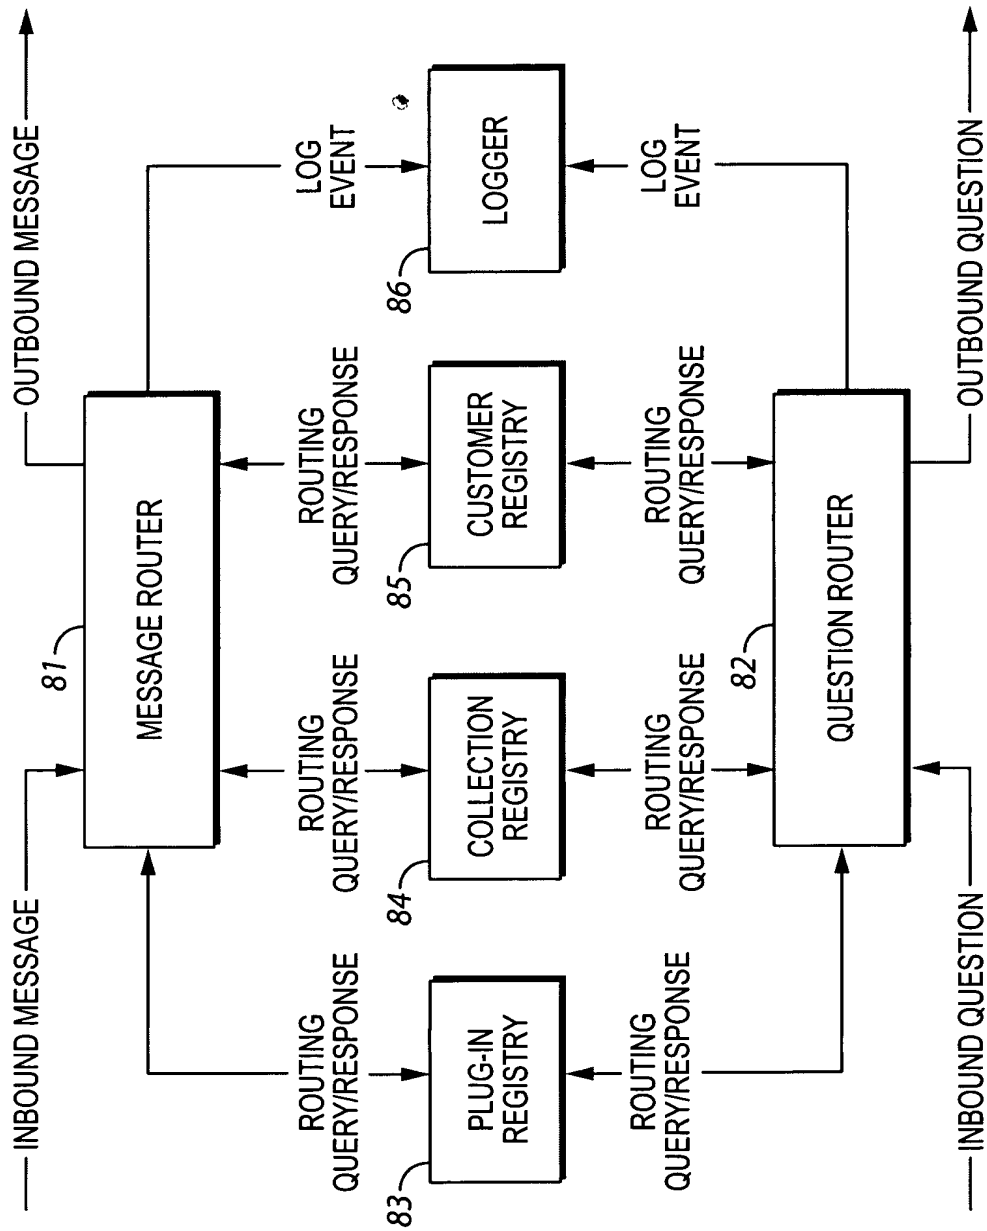 INBOUND MESSAGE
OUTBOUND MESSAGE
81
MESSAGE ROUTER
ROUTING
QUERY/RESPONSE
ROUTING
QUERY/RESPONSE
ROUTING
QUERY/RESPONSE
LOG
EVENT
83
PLUG-IN
REGISTRY
84
COLLECTION
REGISTRY
85
CUSTOMER
REGISTRY
86
LOGGER
ROUTING
QUERY/RESPONSE
ROUTING
QUERY/RESPONSE
ROUTING
QUERY/RESPONSE
LOG
EVENT
82
QUESTION ROUTER
INBOUND QUESTION
OUTBOUND QUESTION